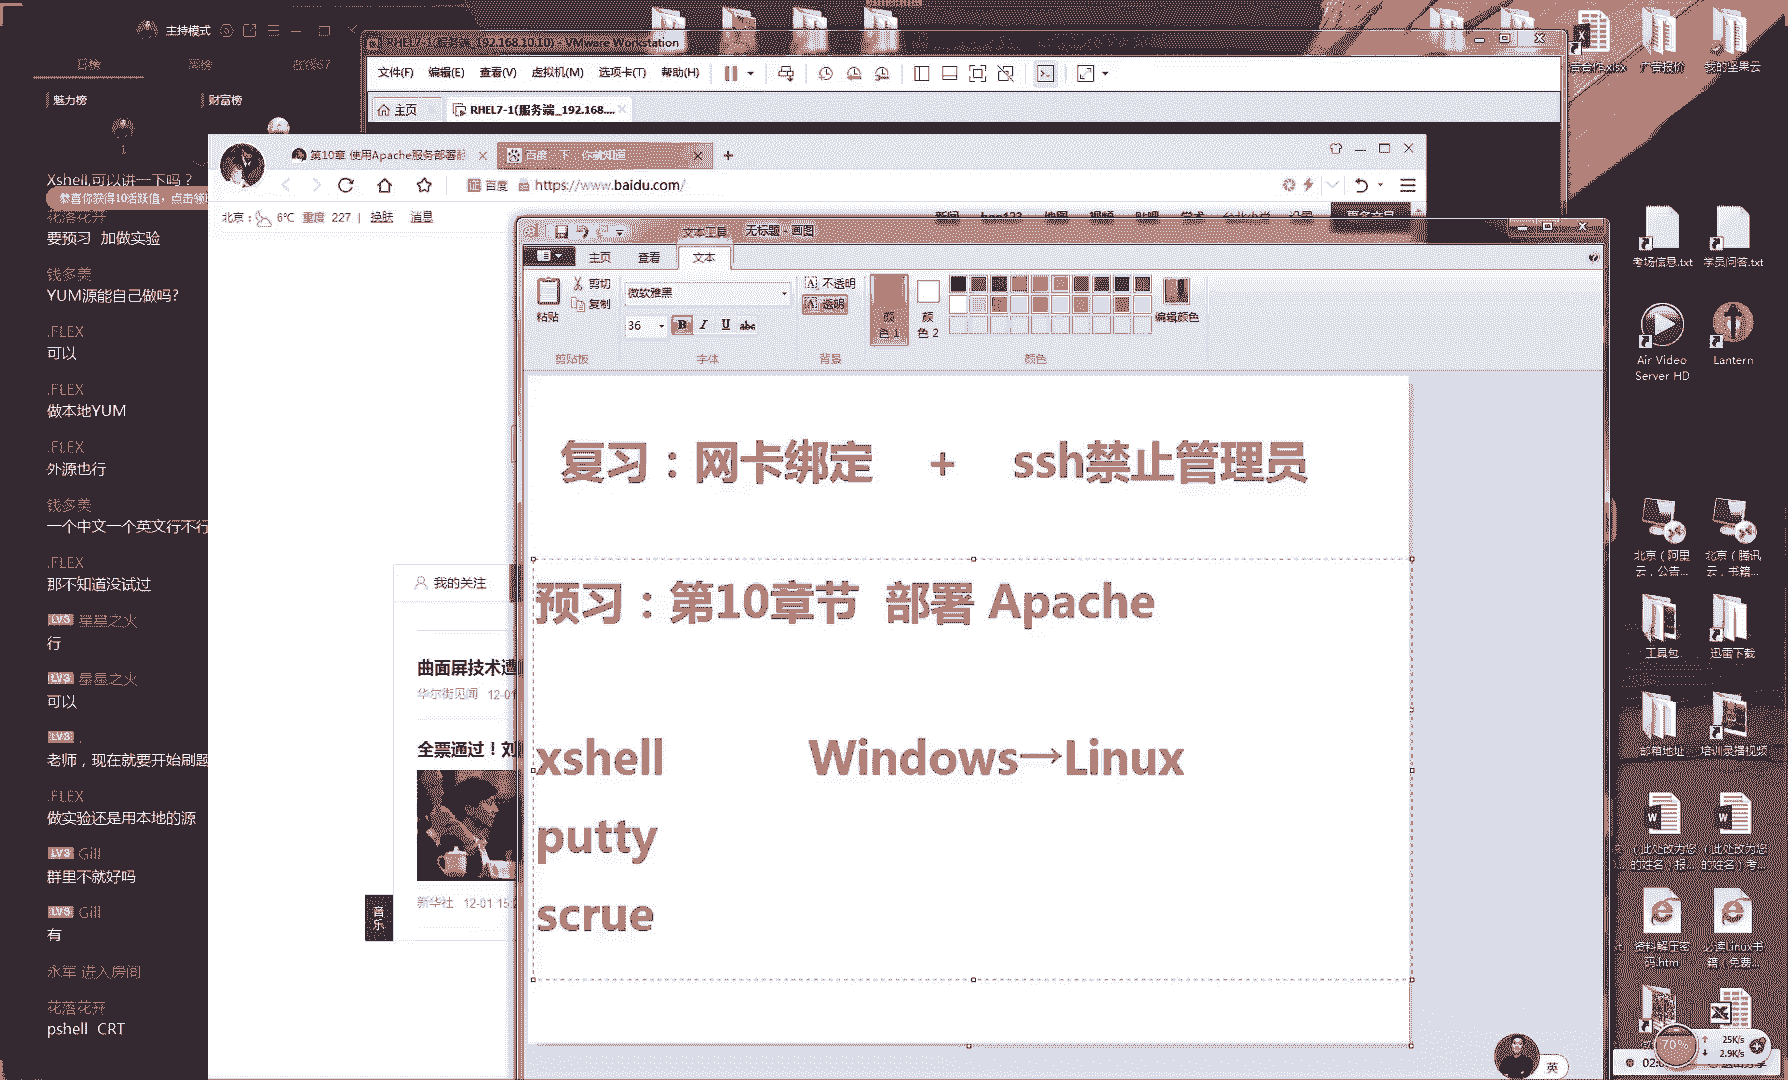 主持模式
魅力榜
财富榜
1
Xshell,可以讲一下吗？
恭喜你获得10活跃值，点击领
花落花开
要预习 加做实验
钱多美
YUM源能自己做吗?
.FLEX
可以
.FLEX
做本地YUM
.FLEX
外源也行
钱多美
一个中文一个英文行不行
.FLEX
那不知道没试过
LV3 星星之火
行
LV3 星星之火
可以
LV3 .
老师，现在就要开始刷题
.FLEX
做实验还是用本地的源
LV3 Gill
群里不就好吗
LV3 Gill
有
永军 进入房间
花落花开
pshell CRT
RHEL7-1(服务端_192.168.10.10) - VMware Workstation
文件(F) 编辑(E) 查看(V) 虚拟机(M) 选项卡(T) 帮助(H)
主页 RHEL7-1(服务端_192.168....
第10章 使用Apache服务部署静
百度一下，你就知道
百度 https://www.baidu.com/
北京： 6℃ 重度 227 | 换肤 消息
新闻 hao123 地图 视频 贴吧 学术
更多产品
我的关注
华尔街见闻 12-01
全票通过！刘
新华社 12-01 15:2
音乐
文本工具 无标题 - 画图
主页 查看 文本
粘贴 剪切
复制
微软雅黑
36 B I U abc
不透明
透明
颜色 1
颜色 2
编辑颜色
剪贴板 字体 背景 颜色
复习：网卡绑定 + ssh禁止管理员
预习：第10章节 部署 Apache
xshell Windows→Linux
putty
scrue
英
广告报价
我的坚果云
考场信息.txt 学员问答.txt
Air Video Server HD
Lantern
北京（阿里云，公告...
北京（腾讯云，书籍...
工具包 迅雷下载
邮箱地址 培训录播视频
（此处改为您的姓名）报...
（此处改为您的姓名）考...
资料解压密码.htm
必读Linux书籍（免费...
70%
25K/s
2.9K/s